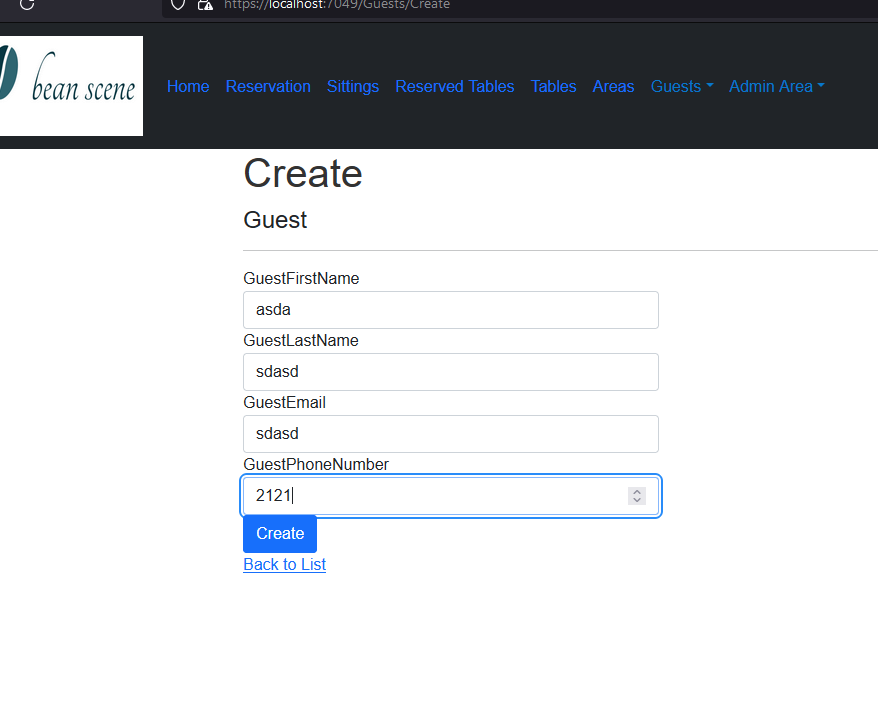 https://localhost:7049/Guests/Create
bean scene
Home Reservation Sittings Reserved Tables Tables Areas Guests Admin Area
Create
Guest
GuestFirstName
asda
GuestLastName
sdasd
GuestEmail
sdasd
GuestPhoneNumber
2121
Create
Back to List